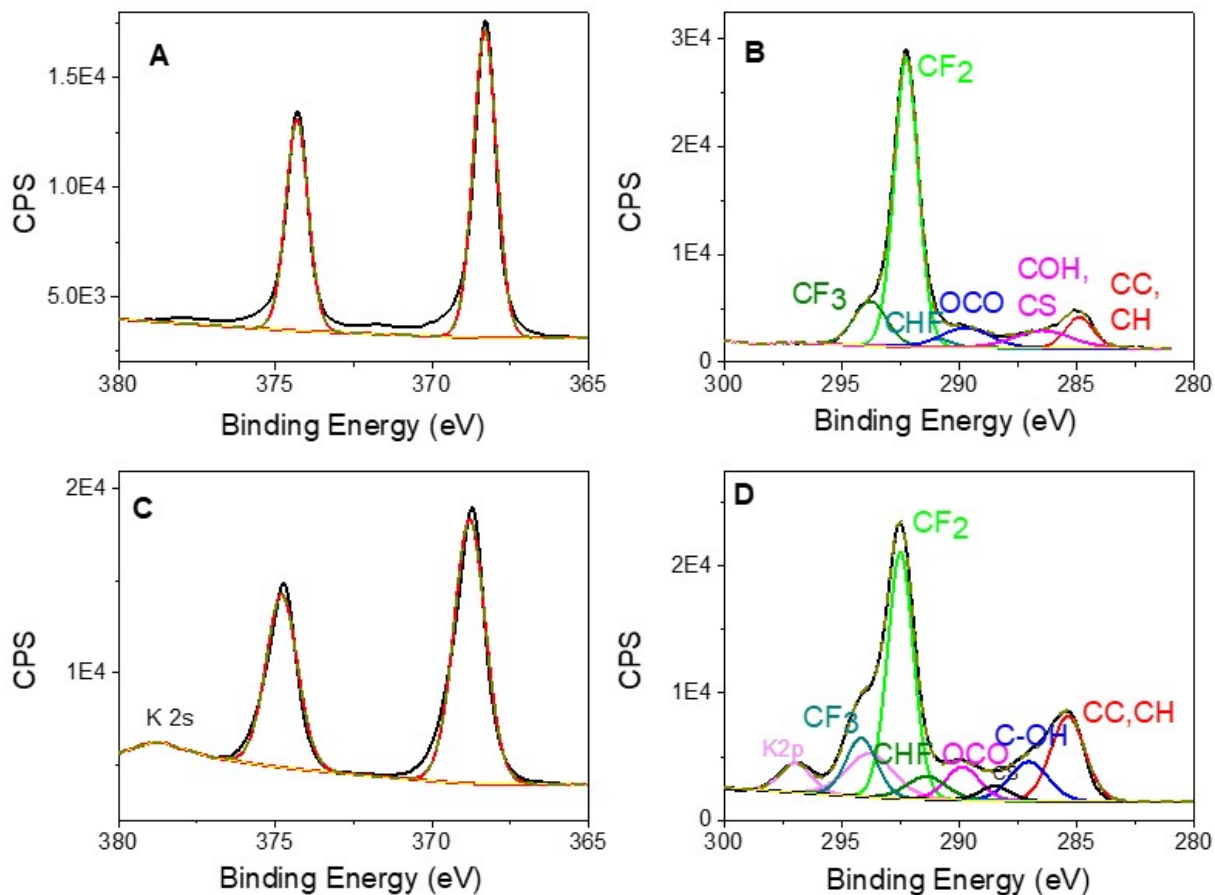 A
CPS
1.5E4
1.0E4
5.0E3
380
375
370
365
Binding Energy (eV)
B
CPS
3E4
2E4
1E4
0
CF2
CF3
CHF
OCO
COH,
CS
CC,
CH
300
295
290
285
280
Binding Energy (eV)
C
CPS
2E4
1E4
K 2s
380
375
370
365
Binding Energy (eV)
D
CPS
2E4
1E4
0
CF2
CF3
K2p
CHF
OCO
CS
C-OH
CC,CH
300
295
290
285
280
Binding Energy (eV)